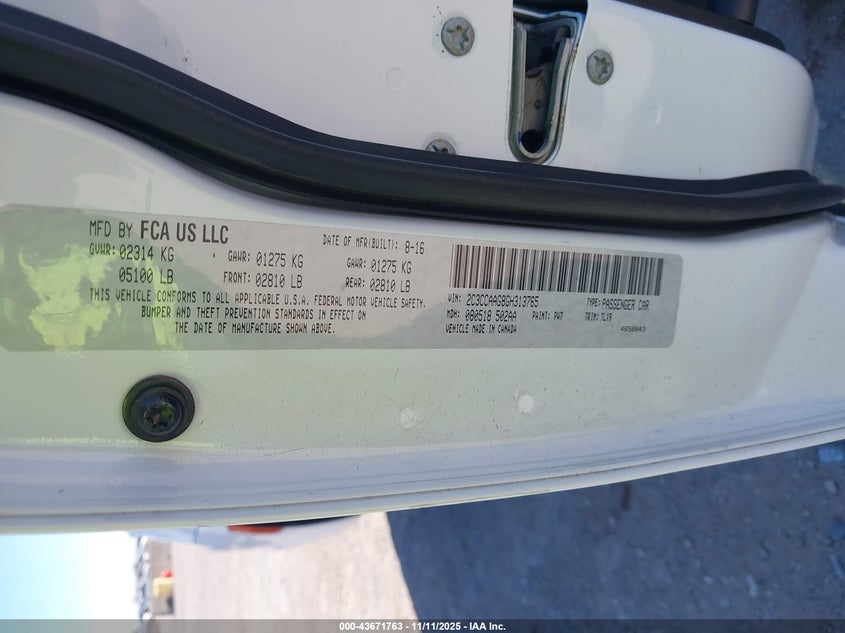 MFD BY FCA US LLC
DATE OF MFR(BUILT): 8-16
GVWR: 02314 KG
GAWR: 01275 KG
GAWR: 01275 KG
05100 LB
FRONT: 02810 LB
REAR: 02810 LB
THIS VEHICLE CONFORMS TO ALL APPLICABLE U.S.A. FEDERAL MOTOR VEHICLE SAFETY,
BUMPER AND THEFT PREVENTION STANDARDS IN EFFECT ON
THE DATE OF MANUFACTURE SHOWN ABOVE.
VIN: 2C3CCAAG8GH313765
TYPE: PASSENGER CAR
MDH: 080518 502AA
PAINT: PW7
TRIM: TLX9
VEHICLE MADE IN CANADA
4658843
000-43671763 - 11/11/2025 - IAA Inc.